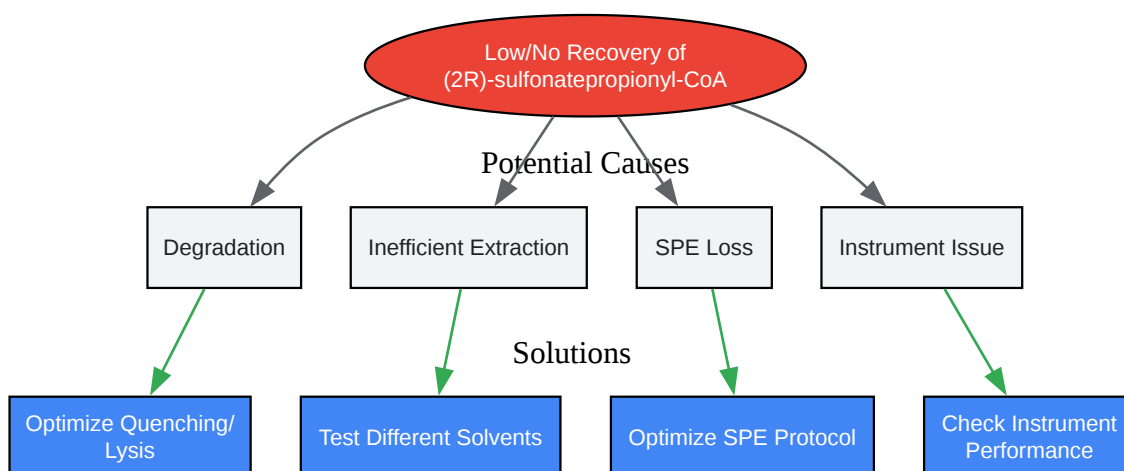 Low/No Recovery of
(2R)-sulfonatepropionyl-CoA
Potential Causes
Degradation
Inefficient Extraction
SPE Loss
Instrument Issue
Solutions
Optimize Quenching/
Lysis
Test Different Solvents
Optimize SPE Protocol
Check Instrument
Performance